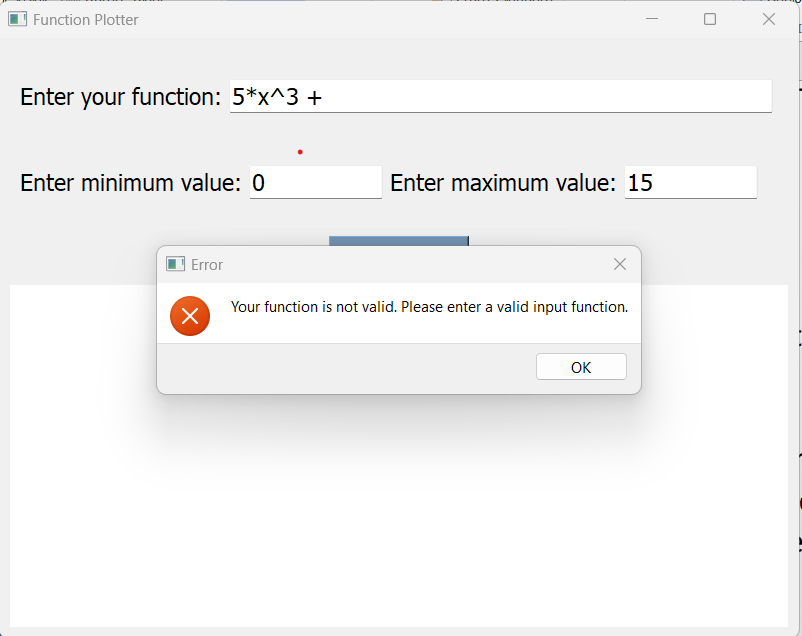 Function Plotter
Enter your function: 5*x^3 +
Enter minimum value: 0 Enter maximum value: 15
Error
Your function is not valid. Please enter a valid input function.
OK